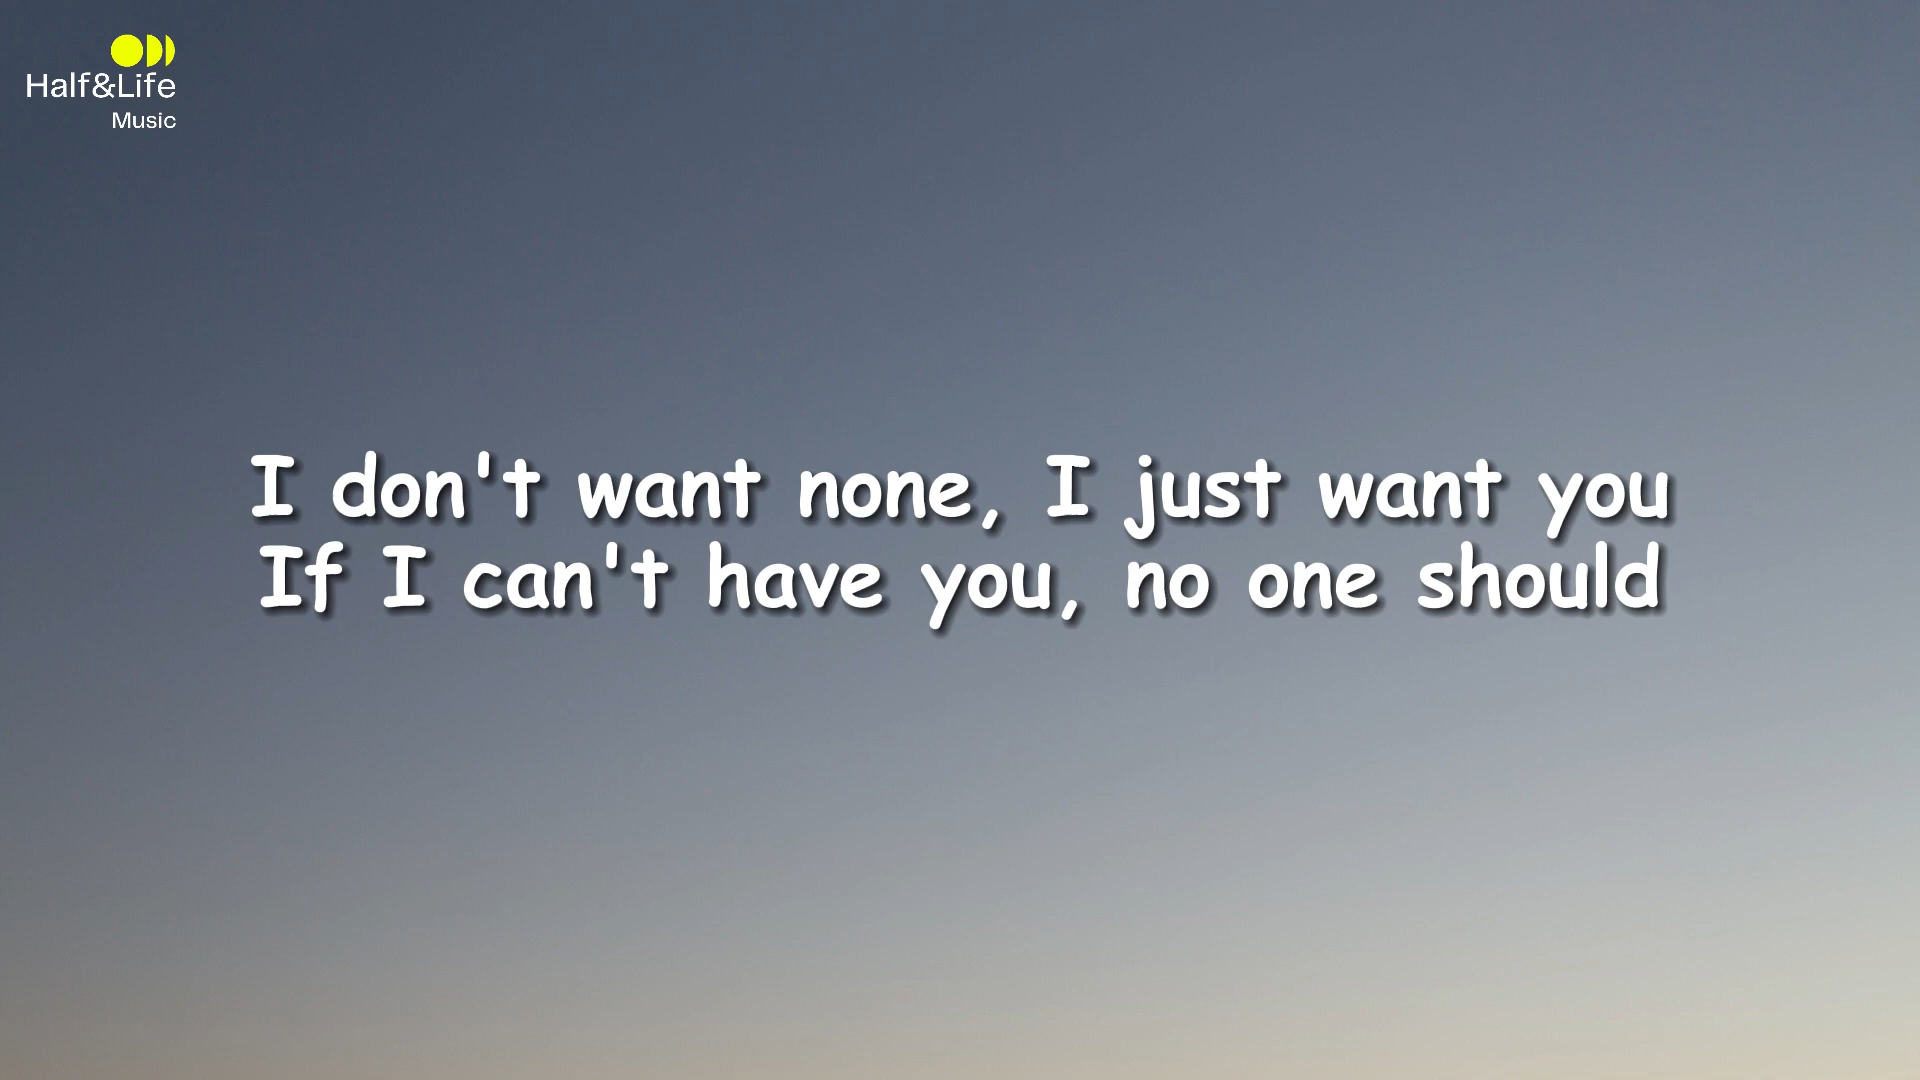 Half&Life
Music
I don't want none, I just want you
If I can't have you, no one should